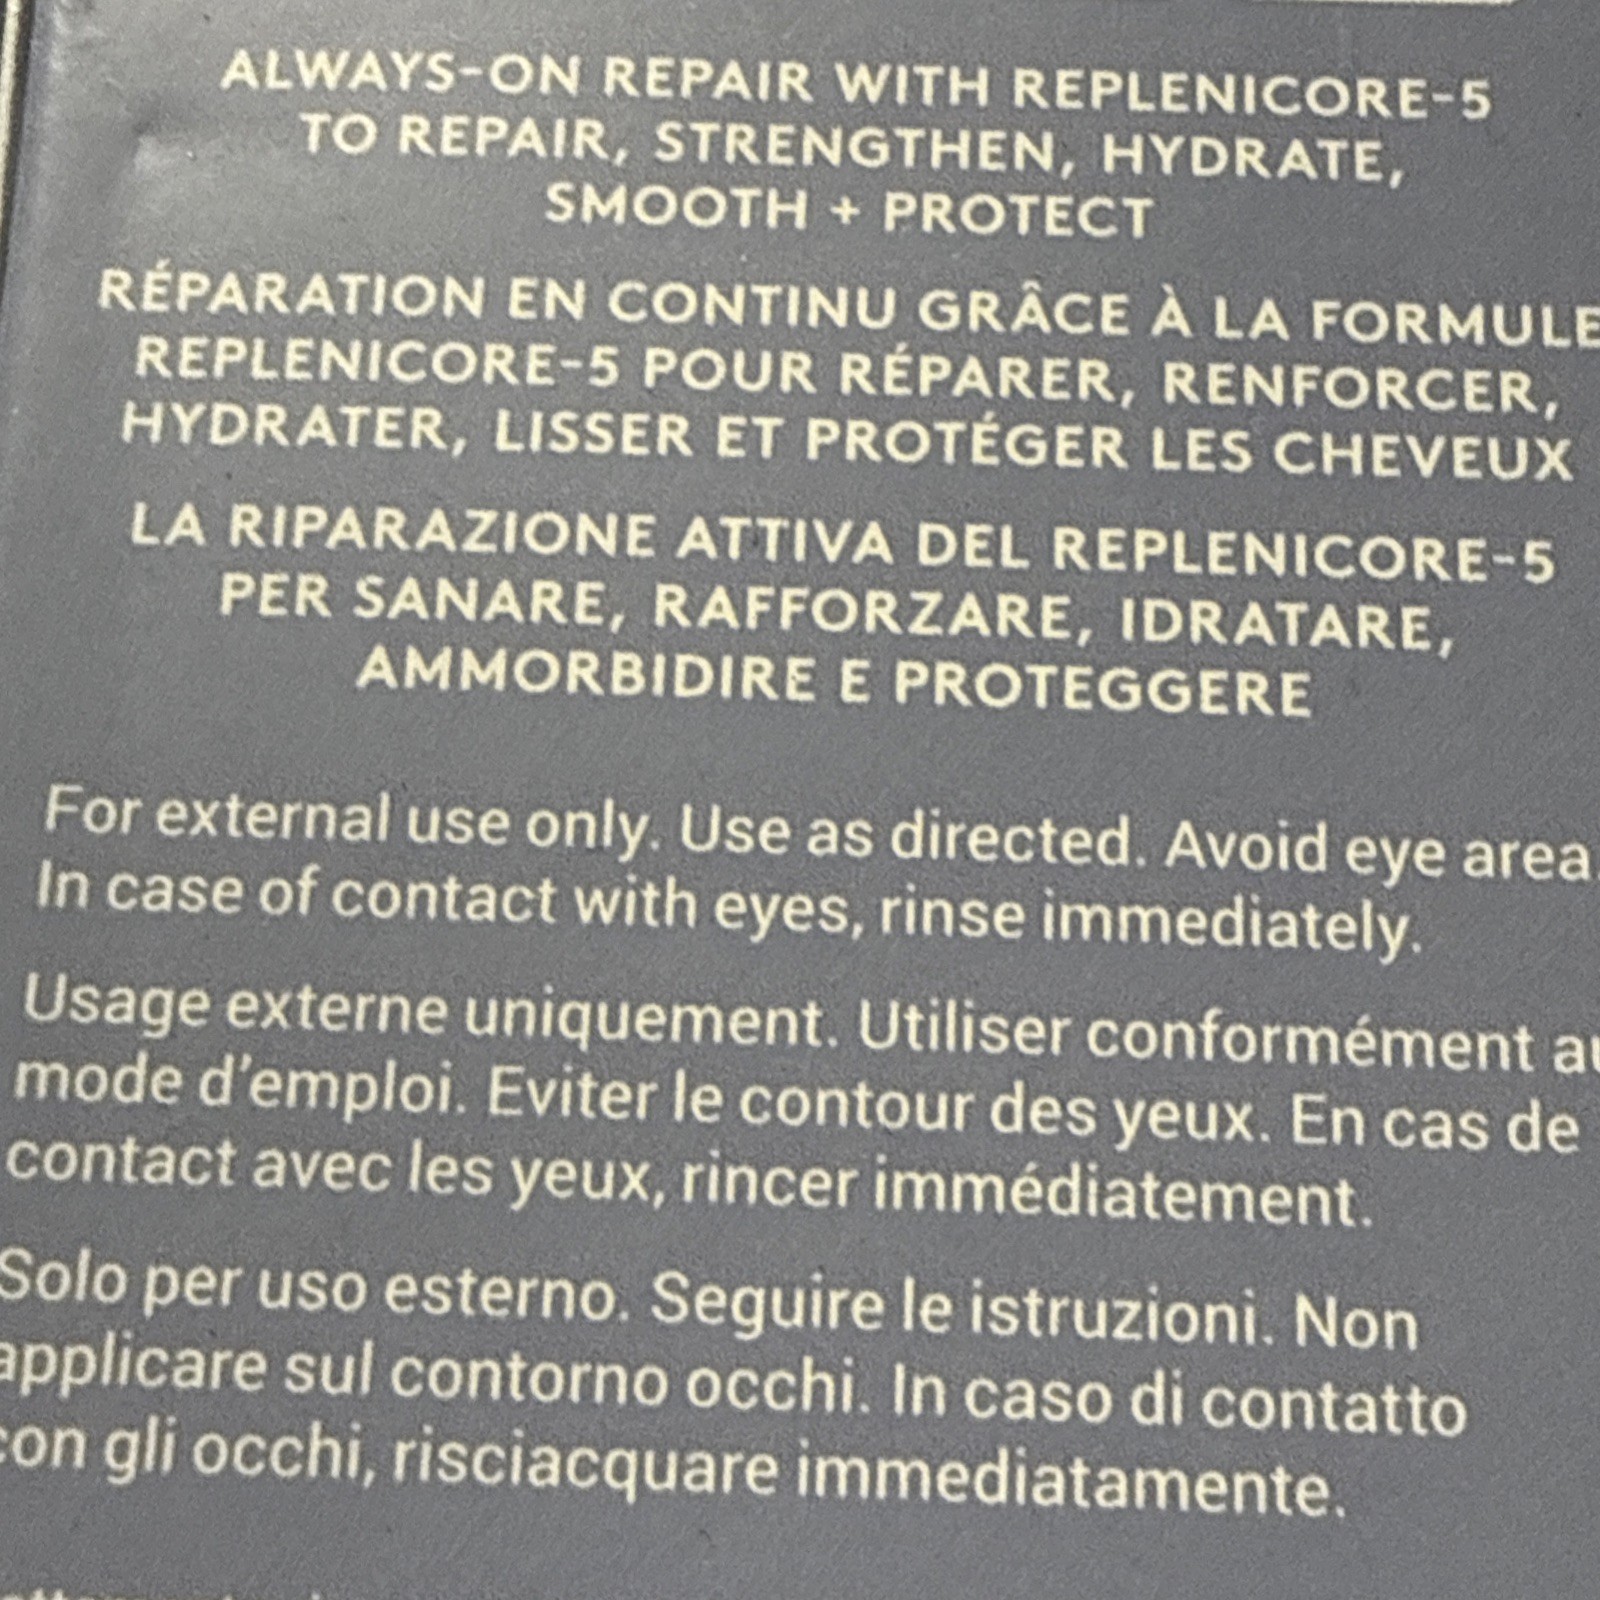 ALWAYS-ON REPAIR WITH REPLENICORE-5
TO REPAIR, STRENGTHEN, HYDRATE,
SMOOTH + PROTECT
RÉPARATION EN CONTINU GRÂCE À LA FORMULE
REPLENICORE-5 POUR RÉPARER, RENFORCER,
HYDRATER, LISSER ET PROTÉGER LES CHEVEUX
LA RIPARAZIONE ATTIVA DEL REPLENICORE-5
PER SANARE, RAFFORZARE, IDRATARE,
AMMORBIDIRE E PROTEGGERE
For external use only. Use as directed. Avoid eye area.
In case of contact with eyes, rinse immediately.
Usage externe uniquement. Utiliser conformément au
mode d'emploi. Eviter le contour des yeux. En cas de
contact avec les yeux, rincer immédiatement.
Solo per uso esterno. Seguire le istruzioni. Non
applicare sul contorno occhi. In caso di contatto
con gli occhi, risciacquare immediatamente.